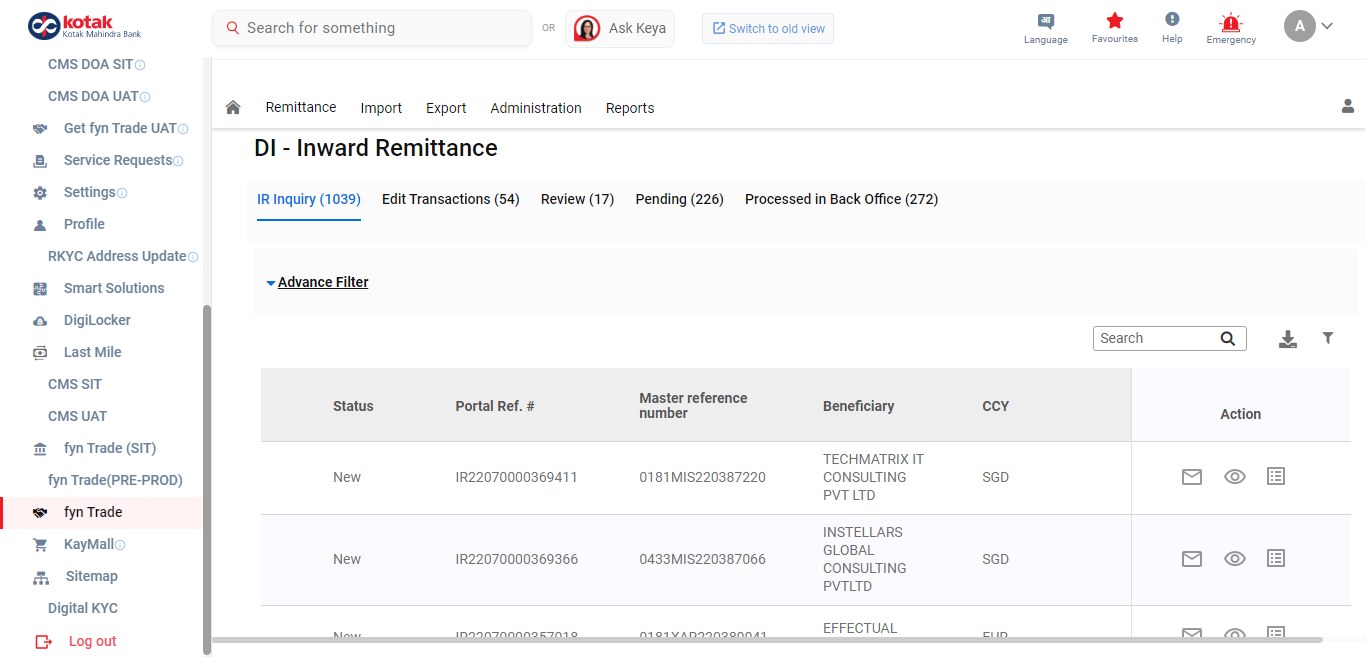 kotak
Kotak Mahindra Bank
Search for something
OR
Ask Keya
Switch to old view
अ
Language
Favourites
Help
Emergency
A
CMS DOA SIT
CMS DOA UAT
Get fyn Trade UAT
Service Requests
Settings
Profile
RKYC Address Update
Smart Solutions
DigiLocker
Last Mile
CMS SIT
CMS UAT
fyn Trade (SIT)
fyn Trade(PRE-PROD)
fyn Trade
KayMall
Sitemap
Digital KYC
Log out
Remittance Import Export Administration Reports
DI - Inward Remittance
IR Inquiry (1039) Edit Transactions (54) Review (17) Pending (226) Processed in Back Office (272)
Advance Filter
Search
Status Portal Ref. # Master reference number Beneficiary CCY Action
New IR22070000369411 0181MIS220387220 TECHMATRIX IT CONSULTING PVT LTD SGD
New IR22070000369366 0433MIS220387066 INSTELLARS GLOBAL CONSULTING PVTLTD SGD
New IR22070000357018 0181XAR220389041 EFFECTUAL EUR